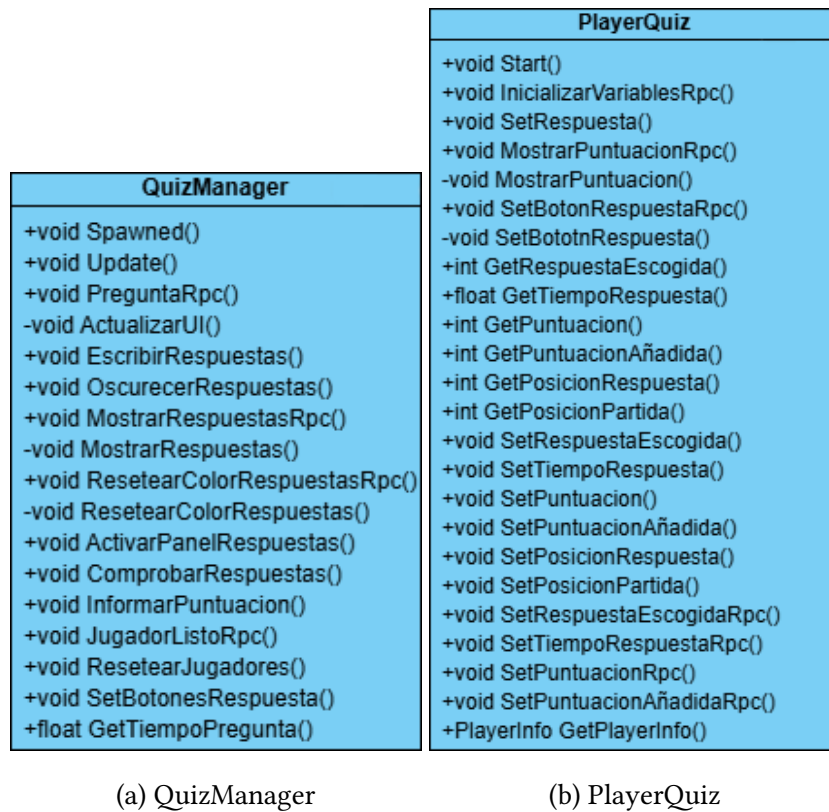 QuizManager
+void Spawned()
+void Update()
+void PreguntaRpc()
-void ActualizarUI()
+void EscribirRespuestas()
+void OscurecerRespuestas()
+void MostrarRespuestasRpc()
-void MostrarRespuestas()
+void ResetearColorRespuestasRpc()
-void ResetearColorRespuestas()
+void ActivarPanelRespuestas()
+void ComprobarRespuestas()
+void InformarPuntuacion()
+void JugadorListoRpc()
+void ResetearJugadores()
+void SetBotonesRespuesta()
+float GetTiempoPregunta()
(a) QuizManager
PlayerQuiz
+void Start()
+void InicializarVariablesRpc()
+void SetRespuesta()
+void MostrarPuntuacionRpc()
-void MostrarPuntuacion()
+void SetBotonRespuestaRpc()
-void SetBototnRespuesta()
+int GetRespuestaEscogida()
+float GetTiempoRespuesta()
+int GetPuntuacion()
+int GetPuntuacionAñadida()
+int GetPosicionRespuesta()
+int GetPosicionPartida()
+void SetRespuestaEscogida()
+void SetTiempoRespuesta()
+void SetPuntuacion()
+void SetPuntuacionAñadida()
+void SetPosicionRespuesta()
+void SetPosicionPartida()
+void SetRespuestaEscogidaRpc()
+void SetTiempoRespuestaRpc()
+void SetPuntuacionRpc()
+void SetPuntuacionAñadidaRpc()
+PlayerInfo GetPlayerInfo()
(b) PlayerQuiz